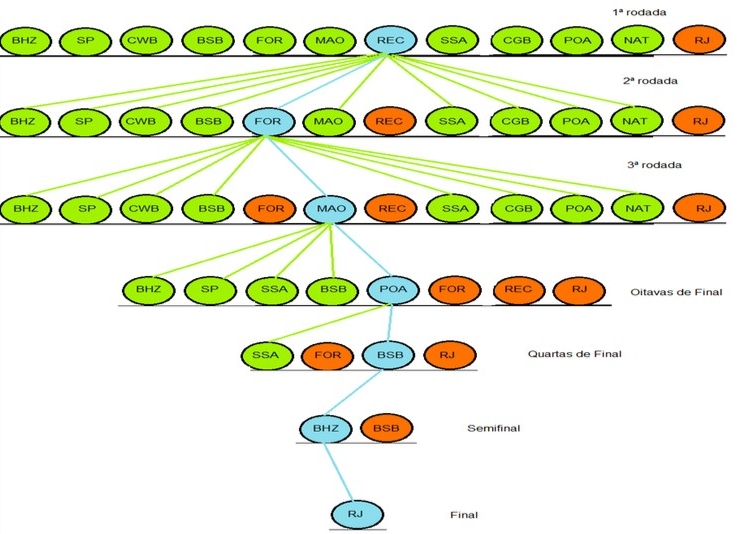 1ª rodada
BHZ SP CWB BSB FOR MAO REC SSA CGB POA NAT RJ
2ª rodada
BHZ SP CWB BSB FOR MAO REC SSA CGB POA NAT RJ
3ª rodada
BHZ SP CWB BSB FOR MAO REC SSA CGB POA NAT RJ
BHZ SP SSA BSB POA FOR REC RJ
Oitavas de Final
SSA FOR BSB RJ
Quartas de Final
BHZ BSB
Semifinal
RJ
Final